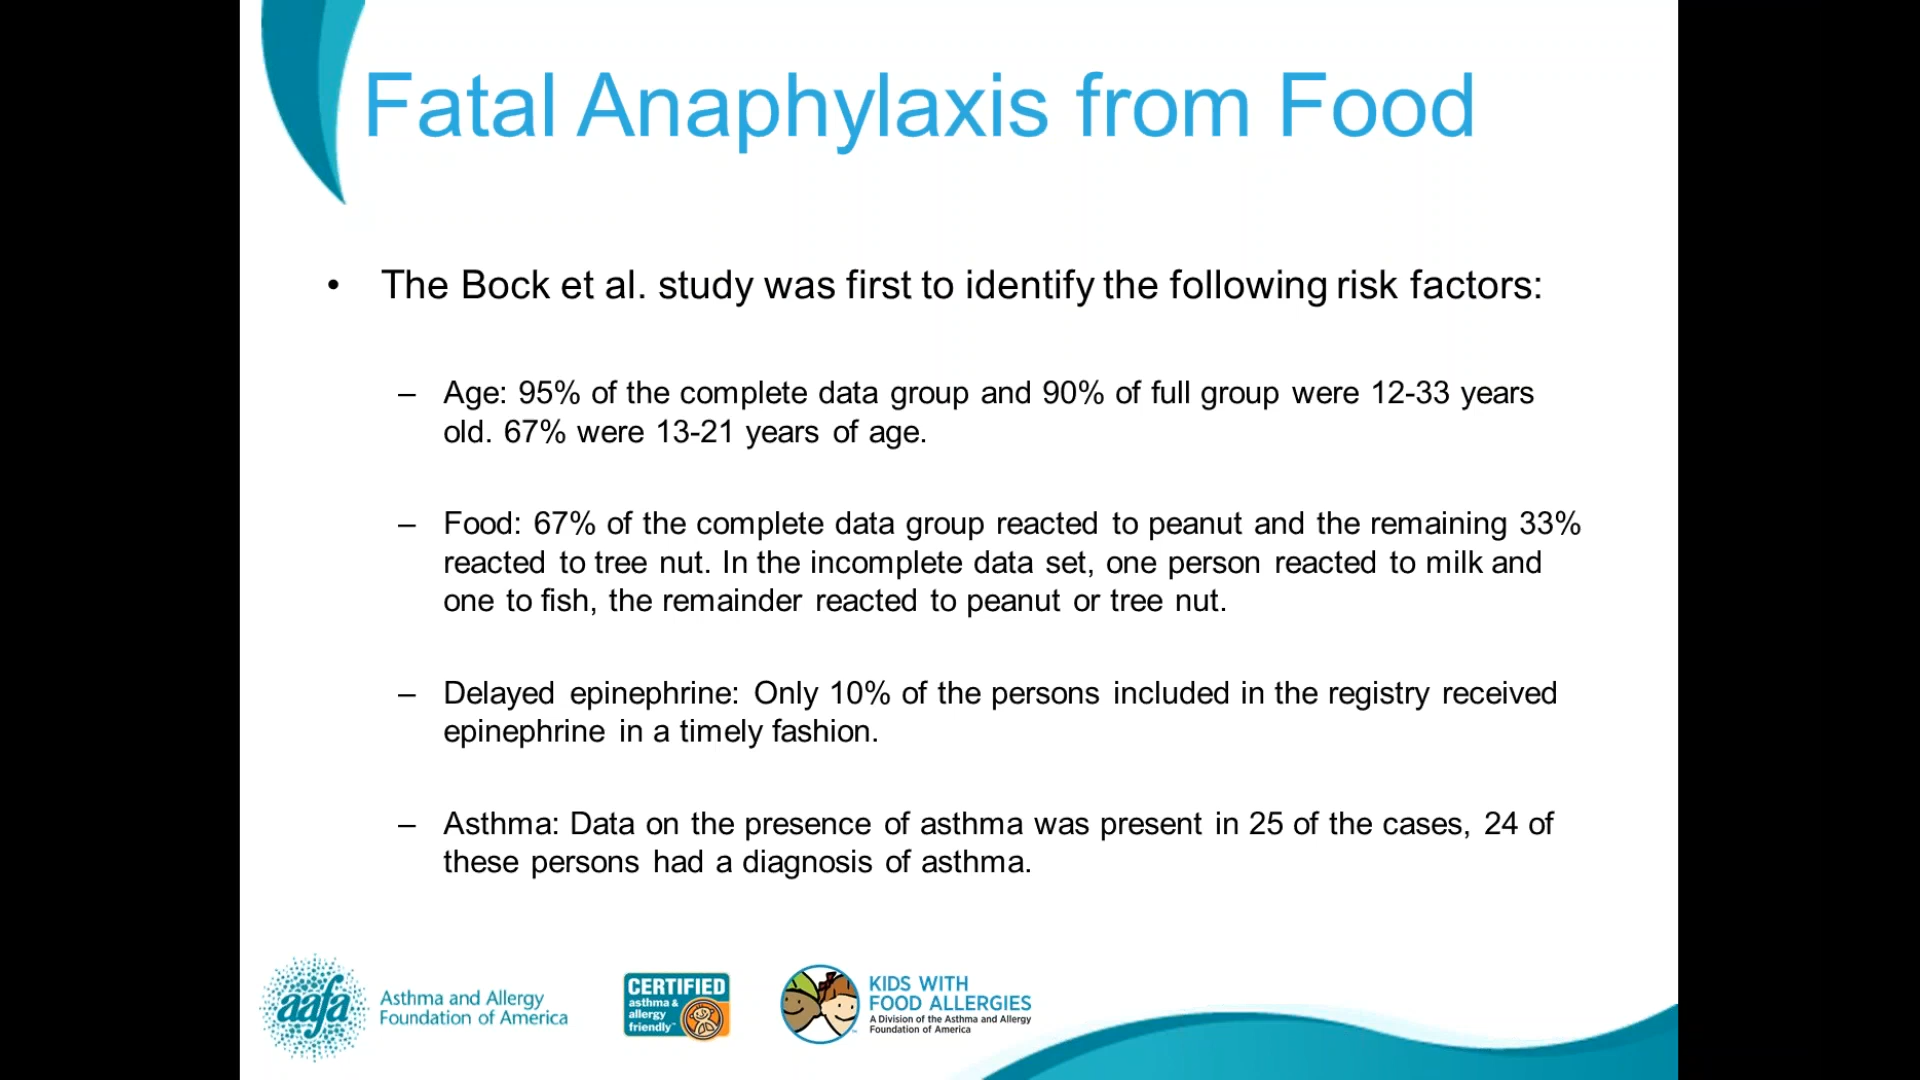 Fatal Anaphylaxis from Food
• The Bock et al. study was first to identify the following risk factors:
– Age: 95% of the complete data group and 90% of full group were 12-33 years
old. 67% were 13-21 years of age.
– Food: 67% of the complete data group reacted to peanut and the remaining 33%
reacted to tree nut. In the incomplete data set, one person reacted to milk and
one to fish, the remainder reacted to peanut or tree nut.
– Delayed epinephrine: Only 10% of the persons included in the registry received
epinephrine in a timely fashion.
– Asthma: Data on the presence of asthma was present in 25 of the cases, 24 of
these persons had a diagnosis of asthma.
aafa
Asthma and Allergy
Foundation of America
CERTIFIED
asthma &
allergy
friendly™
KIDS WITH
FOOD ALLERGIES
A Division of the Asthma and Allergy
Foundation of America